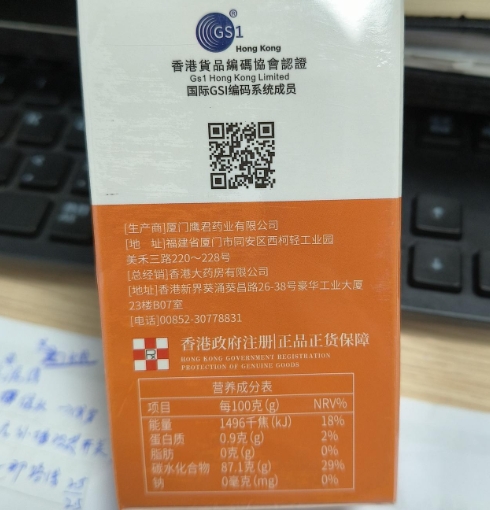 GS1
®
Hong Kong
香港貨品編碼協會認證
Gs1 Hong Kong Limited
国际GSI编码系统成员
[生产商]厦门鹰君药业有限公司
[地 址]福建省厦门市同安区西柯轻工业园
美禾三路220～228号
[总经销]香港大药房有限公司
[地址]香港新界葵涌葵昌路26-38号豪华工业大厦
23楼B07室
[电话]00852-30778831
香港政府注册|正品正货保障
HONG KONG GOVERNMENT REGISTRATION
PROTECTION OF GENUINE GOODS
营养成分表
项目 每100克(g) NRV%
能量 1496千焦(kJ) 18%
蛋白质 0.9克(g) 2%
脂肪 0克(g) 0%
碳水化合物 87.1克(g) 29%
钠 0毫克(mg) 0%